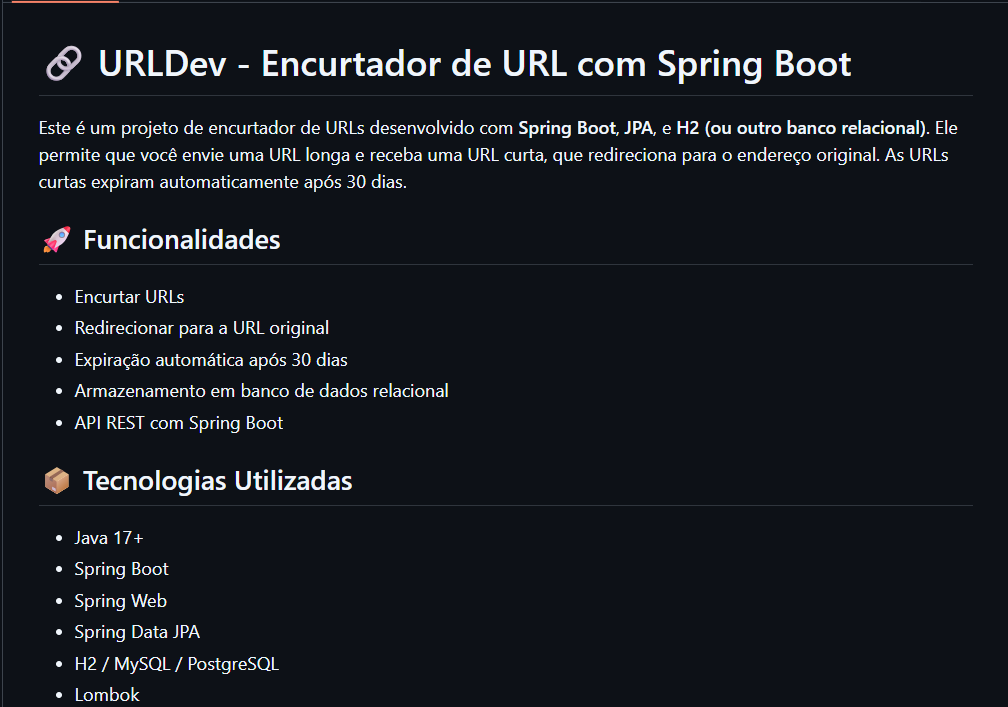 URLDev - Encurtador de URL com Spring Boot
Este é um projeto de encurtador de URLs desenvolvido com Spring Boot, JPA, e H2 (ou outro banco relacional). Ele
permite que você envie uma URL longa e receba uma URL curta, que redireciona para o endereço original. As URLs
curtas expiram automaticamente após 30 dias.
Funcionalidades
Encurtar URLs
Redirecionar para a URL original
Expiração automática após 30 dias
Armazenamento em banco de dados relacional
API REST com Spring Boot
Tecnologias Utilizadas
Java 17+
Spring Boot
Spring Web
Spring Data JPA
H2 / MySQL / PostgreSQL
Lombok